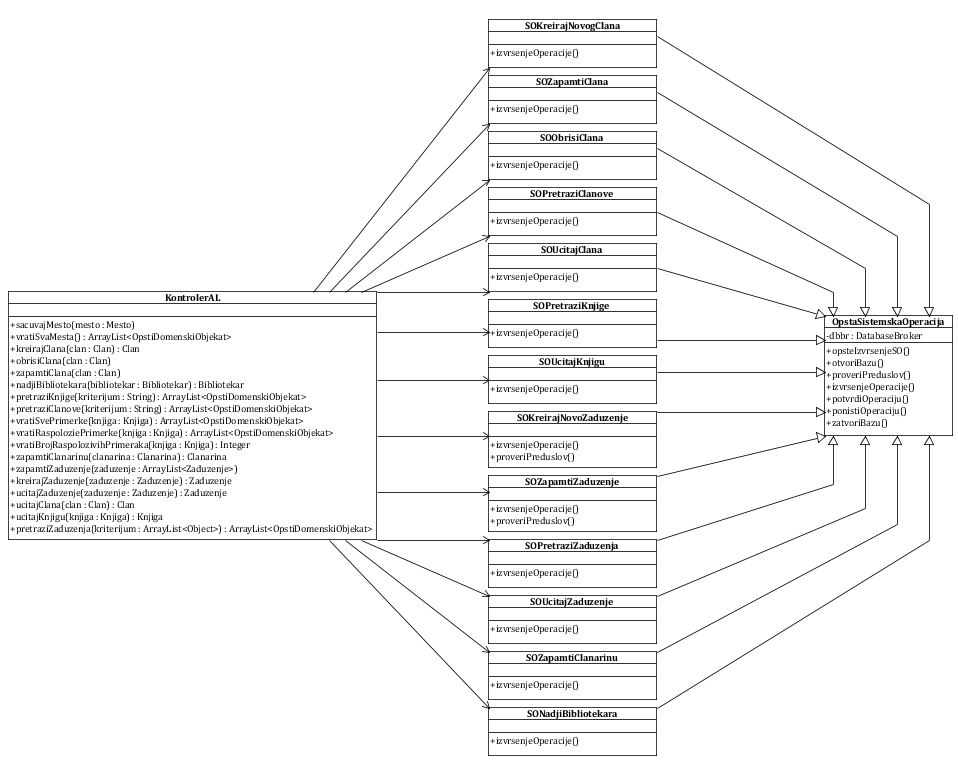 KontrolerAL
+sacuvajMesto(mesto : Mesto)
+vratiSvaMesta() : ArrayList<OpstiDomenskiObjekat>
+kreirajClana(clan : Clan) : Clan
+obrisiClana(clan : Clan)
+zapamtiClana(clan : Clan)
+nadjiBibliotekara(bibliotekar : Bibliotekar) : Bibliotekar
+pretraziKnjige(kriterijum : String) : ArrayList<OpstiDomenskiObjekat>
+pretraziClanove(kriterijum : String) : ArrayList<OpstiDomenskiObjekat>
+vratiSvePrimerke(knjiga : Knjiga) : ArrayList<OpstiDomenskiObjekat>
+vratiRaspolozivePrimerke(knjiga : Knjiga) : ArrayList<OpstiDomenskiObjekat>
+vratiBrojRaspolozivihPrimeraka(knjiga : Knjiga) : Integer
+zapamtiClanarinu(clanarina : Clanarina) : Clanarina
+zapamtiZaduzenje(zaduzenje : ArrayList<Zaduzenje>)
+kreirajZaduzenje(zaduzenje : Zaduzenje) : Zaduzenje
+ucitajZaduzenje(zaduzenje : Zaduzenje) : Zaduzenje
+ucitajClana(clan : Clan) : Clan
+ucitajKnjigu(knjiga : Knjiga) : Knjiga
+pretraziZaduzenja(kriterijum : ArrayList<Object>) : ArrayList<OpstiDomenskiObjekat>
SOKreirajNovogClana
+izvrsenjeOperacije()
SOZapamtiClana
+izvrsenjeOperacije()
SOObrisiClana
+izvrsenjeOperacije()
SOPretraziClanove
+izvrsenjeOperacije()
SOUcitajClana
+izvrsenjeOperacije()
SOPretraziKnjige
+izvrsenjeOperacije()
SOUcitajKnjigu
+izvrsenjeOperacije()
SOKreirajNovoZaduzenje
+izvrsenjeOperacije()
+proveriPreduslov()
SOZapamtiZaduzenje
+izvrsenjeOperacije()
+proveriPreduslov()
SOPretraziZaduzenja
+izvrsenjeOperacije()
SOUcitajZaduzenje
+izvrsenjeOperacije()
SOZapamtiClanarinu
+izvrsenjeOperacije()
SONadjiBibliotekara
+izvrsenjeOperacije()
OpstaSistemskaOperacija
-dbbr : DatabaseBroker
+opsteIzvrsenjeSO()
+otvoriBazu()
+proveriPreduslov()
+izvrsenjeOperacije()
+potvrdiOperaciju()
+ponistiOperaciju()
+zatvoriBazu()